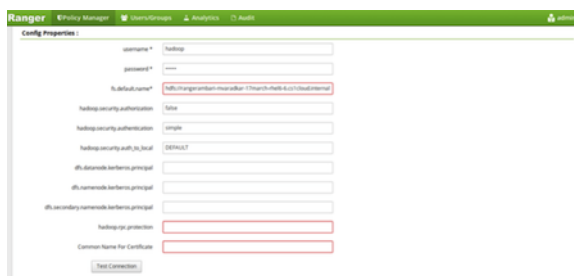 Ranger Policy Manager Users/Groups Analytics Audit admin
Config Properties :
username * hadoop
password * •••••
fs.default.name*
hadoop.security.authorization false
hadoop.security.authentication simple
hadoop.security.auth_to_local DEFAULT
dfs.datanode.kerberos.principal
dfs.namenode.kerberos.principal
dfs.secondary.namenode.kerberos.principal
hadoop.rpc.protection
Common Name For Certificate
Test Connection